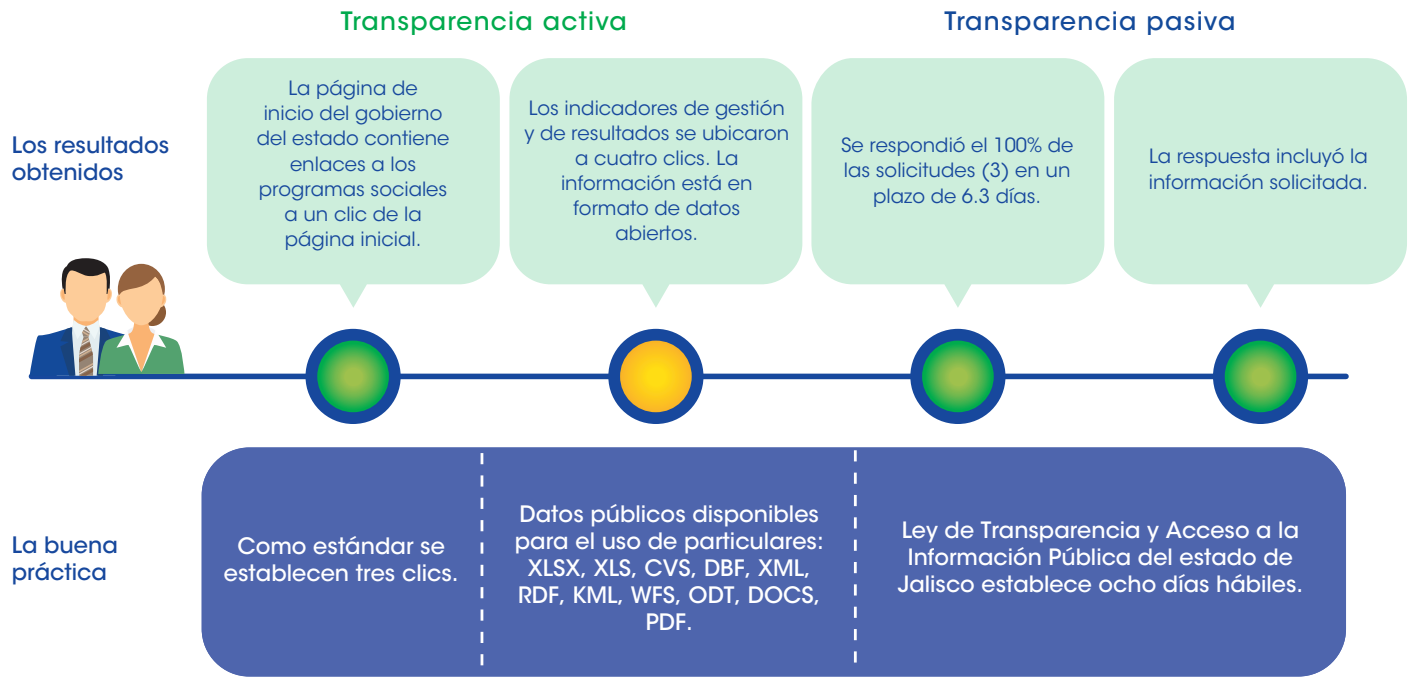 Transparencia activa
Transparencia pasiva
Los resultados
obtenidos
La página de
inicio del gobierno
del estado contiene
enlaces a los
programas sociales
a un clic de la
página inicial.
Los indicadores de gestión
y de resultados se ubicaron
a cuatro clics. La
información está en
formato de datos
abiertos.
Se respondió el 100% de
las solicitudes (3) en un
plazo de 6.3 días.
La respuesta incluyó la
información solicitada.
La buena
práctica
Como estándar se
establecen tres clics.
Datos públicos disponibles
para el uso de particulares:
XLSX, XLS, CVS, DBF, XML,
RDF, KML, WFS, ODT, DOCS,
PDF.
Ley de Transparencia y Acceso a la
Información Pública del estado de
Jalisco establece ocho días hábiles.